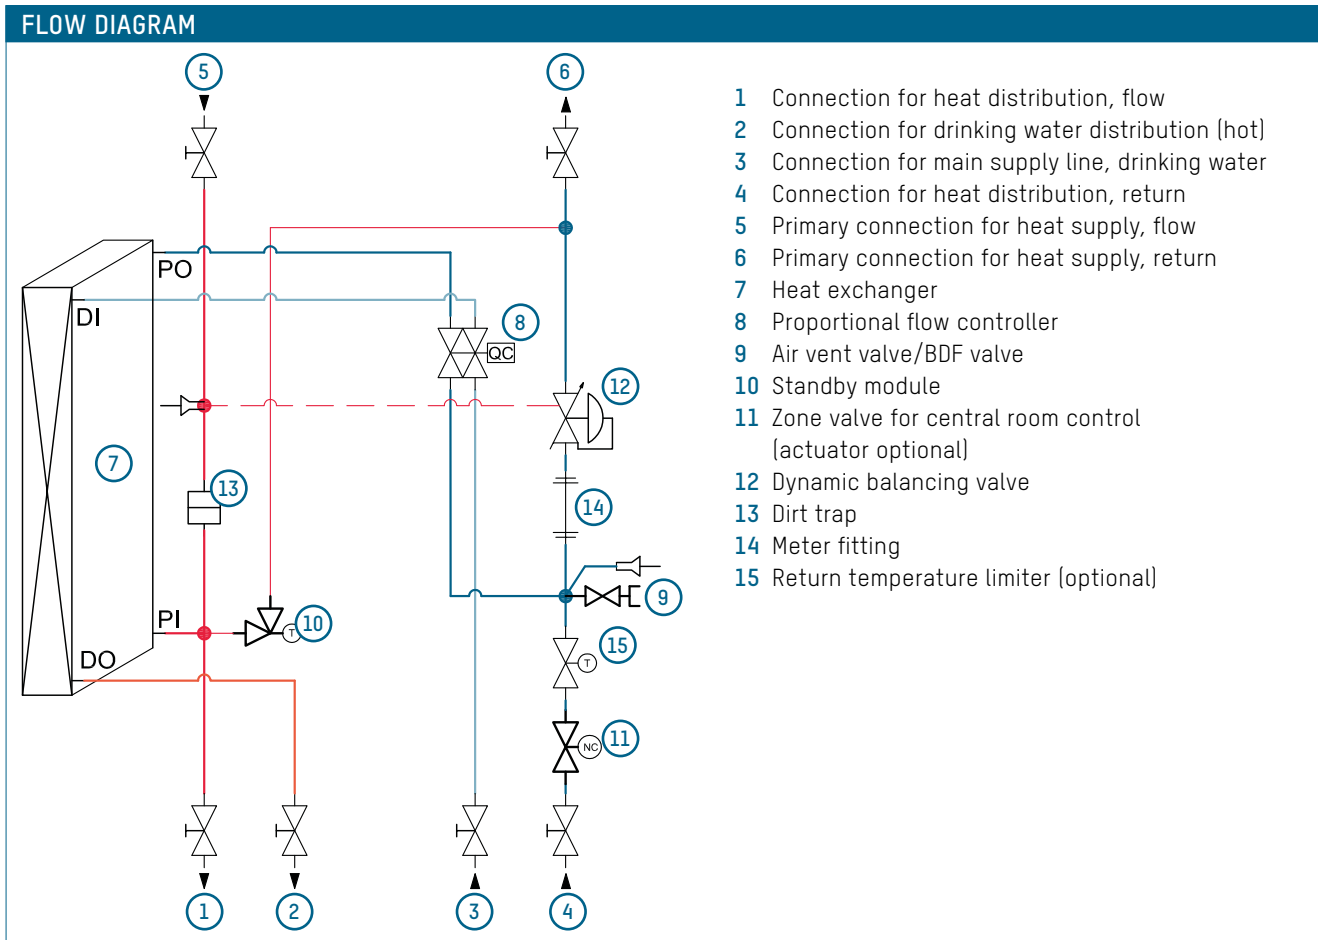 FLOW DIAGRAM
5
6
1 Connection for heat distribution, flow
2 Connection for drinking water distribution (hot)
3 Connection for main supply line, drinking water
4 Connection for heat distribution, return
5 Primary connection for heat supply, flow
6 Primary connection for heat supply, return
7 Heat exchanger
8 Proportional flow controller
9 Air vent valve/BDF valve
10 Standby module
11 Zone valve for central room control
(actuator optional)
12 Dynamic balancing valve
13 Dirt trap
14 Meter fitting
15 Return temperature limiter (optional)
PO
DI
8
QC
12
7
13
14
9
PI
T
10
DO
15
T
NC
11
1
2
3
4